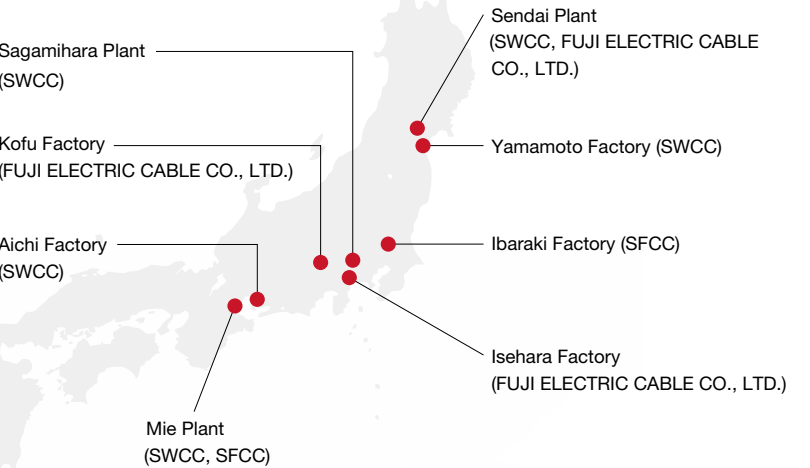 Sendai Plant
(SWCC, FUJI ELECTRIC CABLE
CO., LTD.)
Sagamihara Plant
(SWCC)
Kofu Factory
(FUJI ELECTRIC CABLE CO., LTD.)
Yamamoto Factory (SWCC)
Aichi Factory
(SWCC)
Ibaraki Factory (SFCC)
Isehara Factory
(FUJI ELECTRIC CABLE CO., LTD.)
Mie Plant
(SWCC, SFCC)